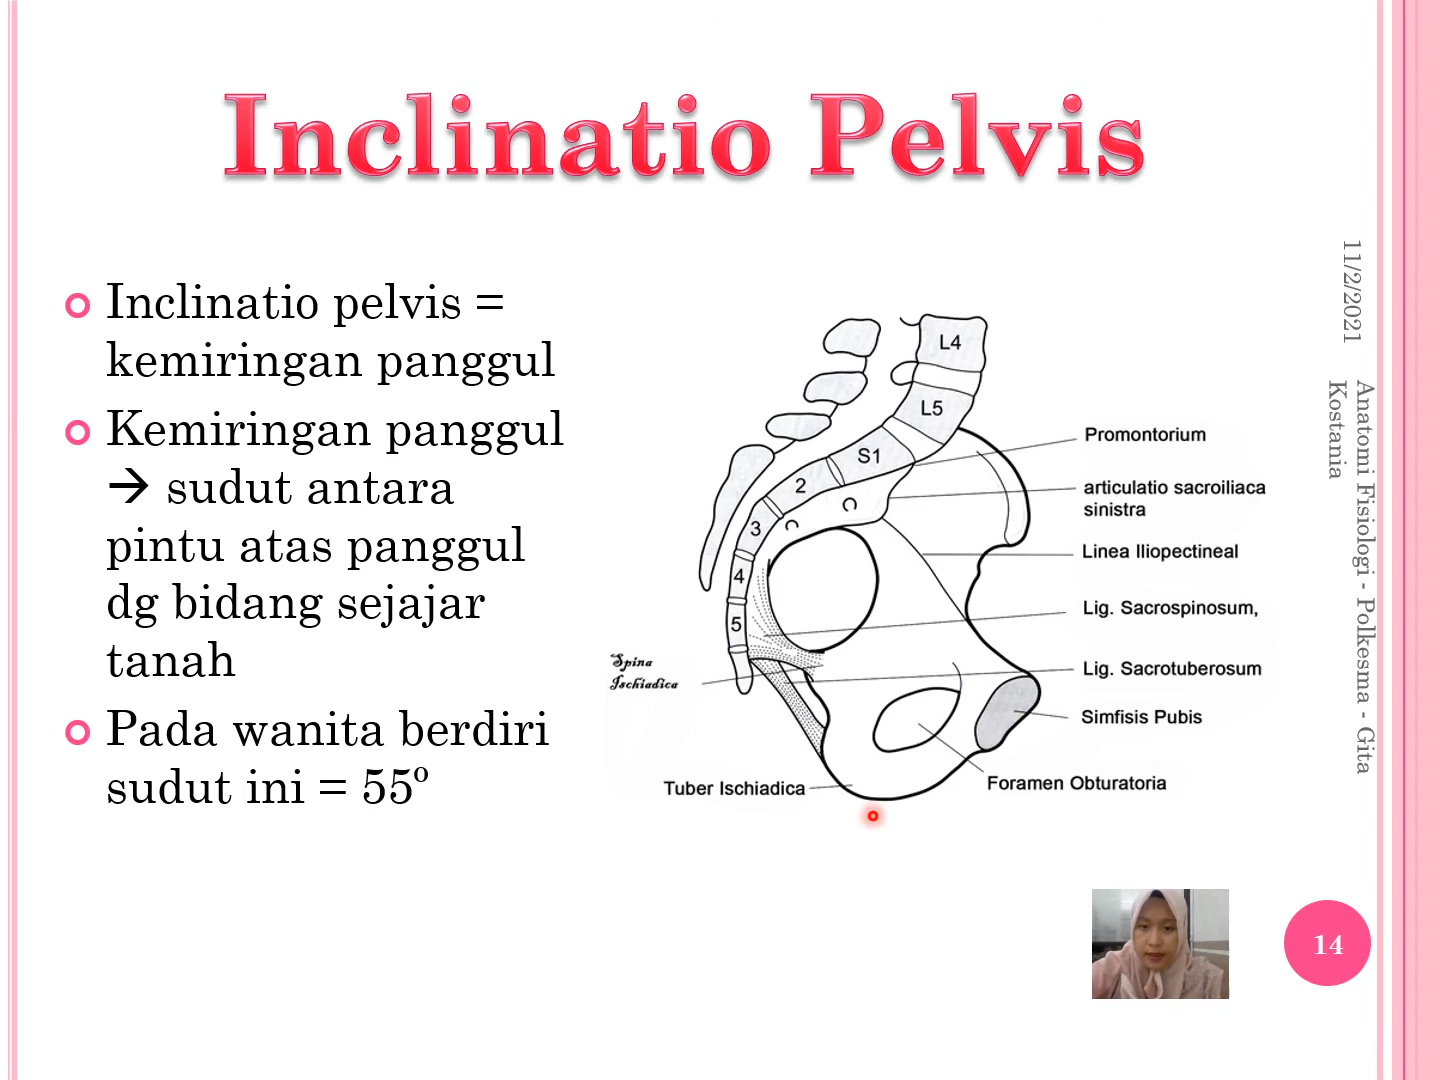 Inclinatio Pelvis
Inclinatio pelvis =
kemiringan panggul
Kemiringan panggul
→ sudut antara
pintu atas panggul
dg bidang sejajar
tanah
Pada wanita berdiri
sudut ini = 55º
L4
L5
S1
2
3
4
5
Promontorium
articulatio sacroiliaca
sinistra
Linea Iliopectineal
Lig. Sacrospinosum,
Lig. Sacrotuberosum
Simfisis Pubis
Foramen Obturatoria
Spina
Ischiadica
Tuber Ischiadica
11/2/2021
Anatomi Fisiologi - Polkesma - Gita
Kostania
14